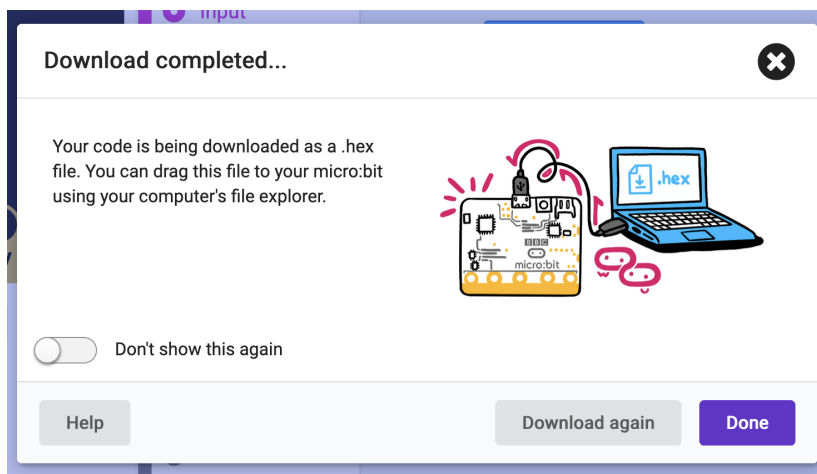 Input
Download completed...
Your code is being downloaded as a .hex
file. You can drag this file to your micro:bit
using your computer's file explorer.
.hex
BBC
micro:bit
Don't show this again
Help
Download again
Done